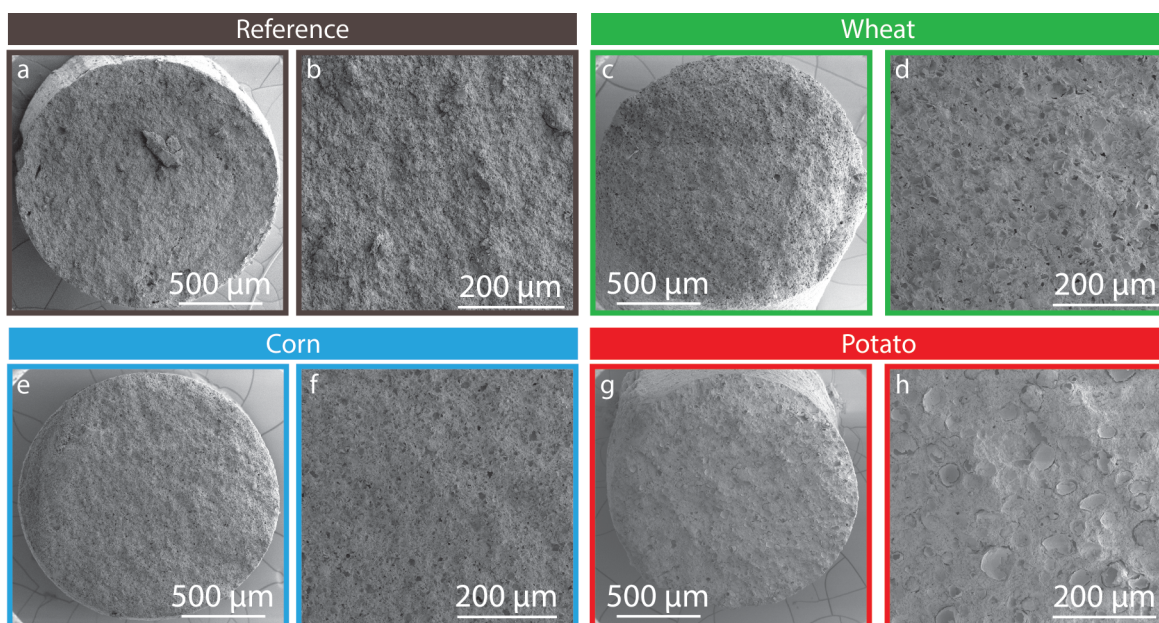 Reference
Wheat
a
b
c
d
500 µm
200 µm
500 µm
200 µm
Corn
Potato
e
f
g
h
500 µm
200 µm
500 µm
200 µm